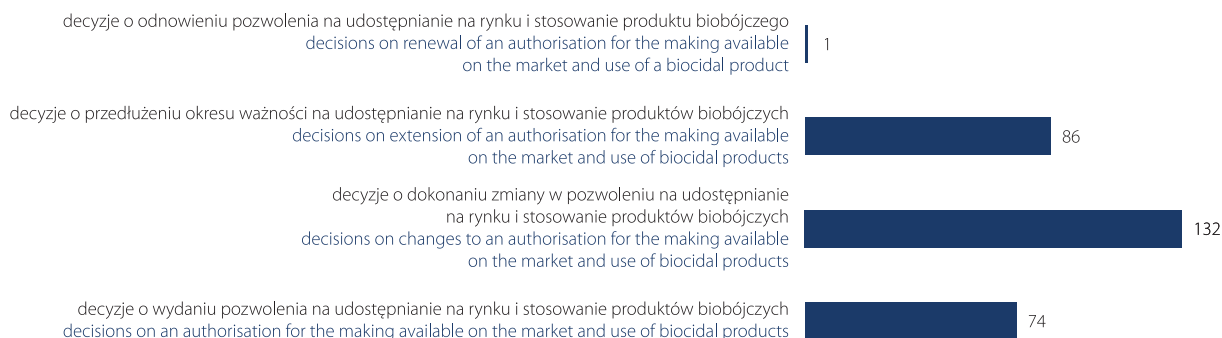 decyzje o odnowieniu pozwolenia na udostępnianie na rynku i stosowanie produktu biobójczego
decisions on renewal of an authorisation for the making available
on the market and use of a biocidal product
1
decyzje o przedłużeniu okresu ważności na udostępnianie na rynku i stosowanie produktów biobójczych
decisions on extension of an authorisation for the making available
on the market and use of biocidal products
86
decyzje o dokonaniu zmiany w pozwoleniu na udostępnianie
na rynku i stosowanie produktów biobójczych
decisions on changes to an authorisation for the making available
on the market and use of biocidal products
132
decyzje o wydaniu pozwolenia na udostępnianie na rynku i stosowanie produktów biobójczych
decisions on an authorisation for the making available on the market and use of biocidal products
74